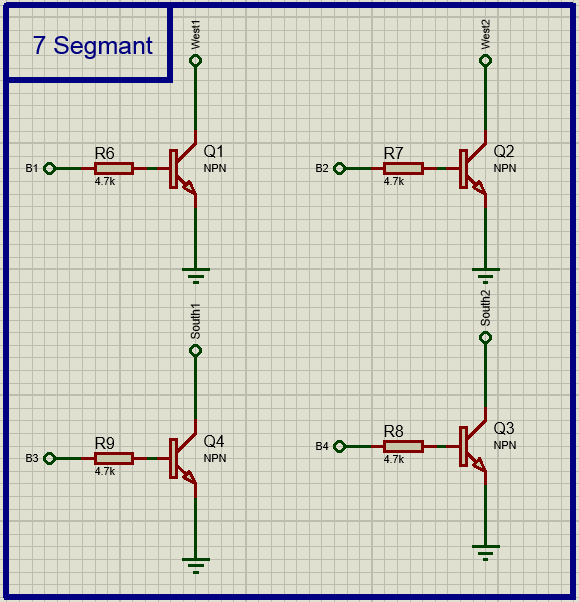 7 Segmant
West1
West2
B1
R6
4.7k
Q1
NPN
B2
R7
4.7k
Q2
NPN
South1
South2
B3
R9
4.7k
Q4
NPN
B4
R8
4.7k
Q3
NPN